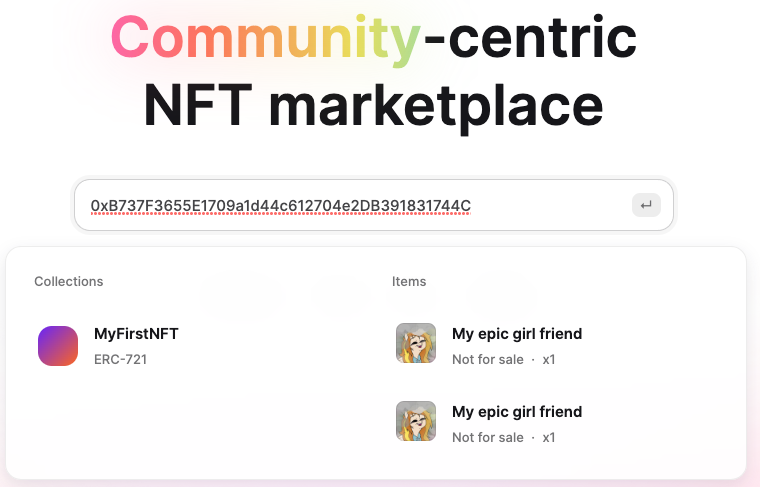 Community-centric
NFT marketplace
0xB737F3655E1709a1d44c612704e2DB391831744C
Collections
MyFirstNFT
ERC-721
Items
My epic girl friend
Not for sale · x1
My epic girl friend
Not for sale · x1